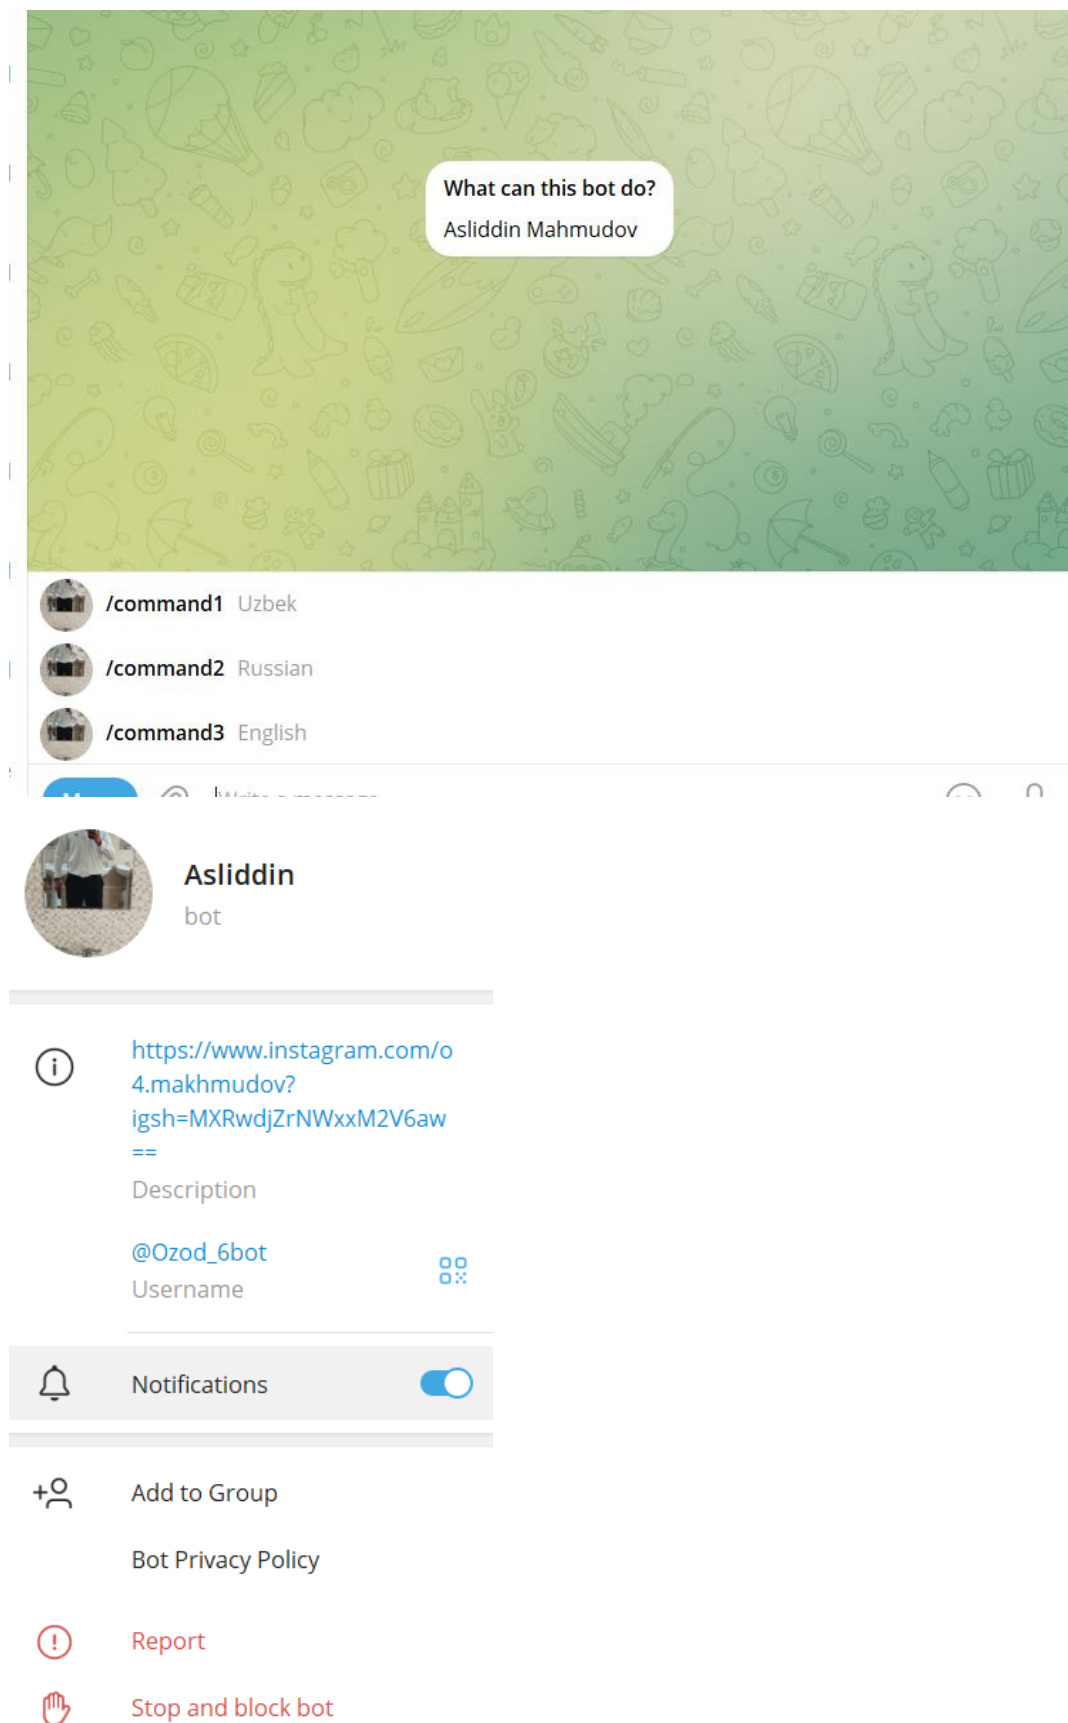 What can this bot do?
Asliddin Mahmudov
/command1 Uzbek
/command2 Russian
/command3 English
Write a message
Asliddin
bot
https://www.instagram.com/o
4.makhmudov?
igsh=MXRwdjZrNWxxM2V6aw
==
Description
@Ozod_6bot
Username
Notifications
Add to Group
Bot Privacy Policy
Report
Stop and block bot